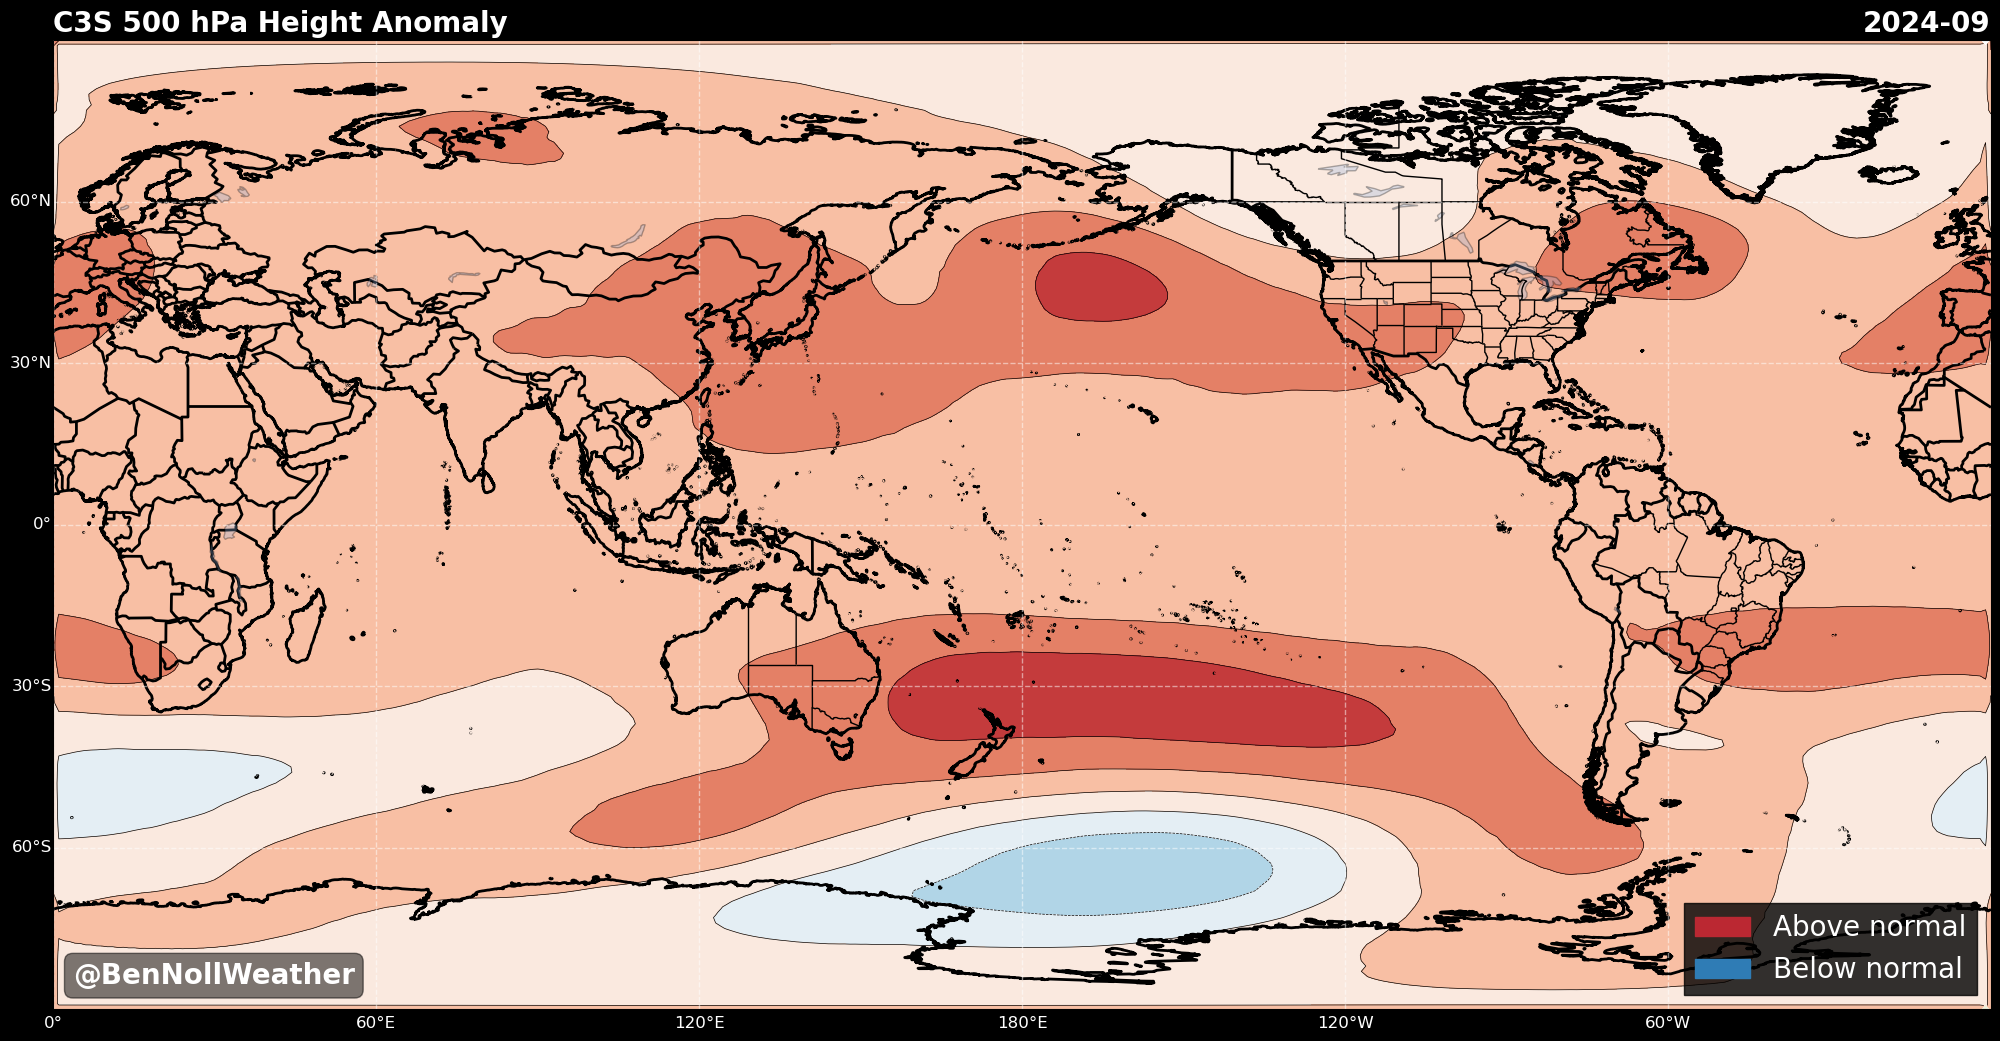 C3S 500 hPa Height Anomaly
2024-09
60°N
30°N
0°
30°S
60°S
Above normal
Below normal
@BenNollWeather
0°
60°E
120°E
180°E
120°W
60°W